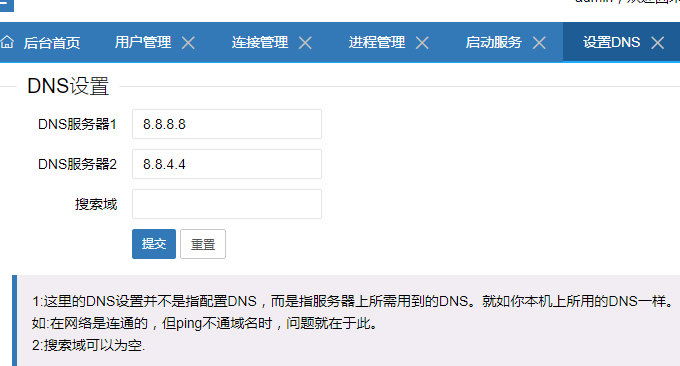 后台首页 用户管理 连接管理 进程管理 启动服务 设置DNS
DNS设置
DNS服务器1 8.8.8.8
DNS服务器2 8.8.4.4
搜索域
提交 重置
1:这里的DNS设置并不是指配置DNS，而是指服务器上所需用到的DNS。就如你本机上所用的DNS一样。
如:在网络是连通的，但ping不通域名时，问题就在于此。
2:搜索域可以为空.